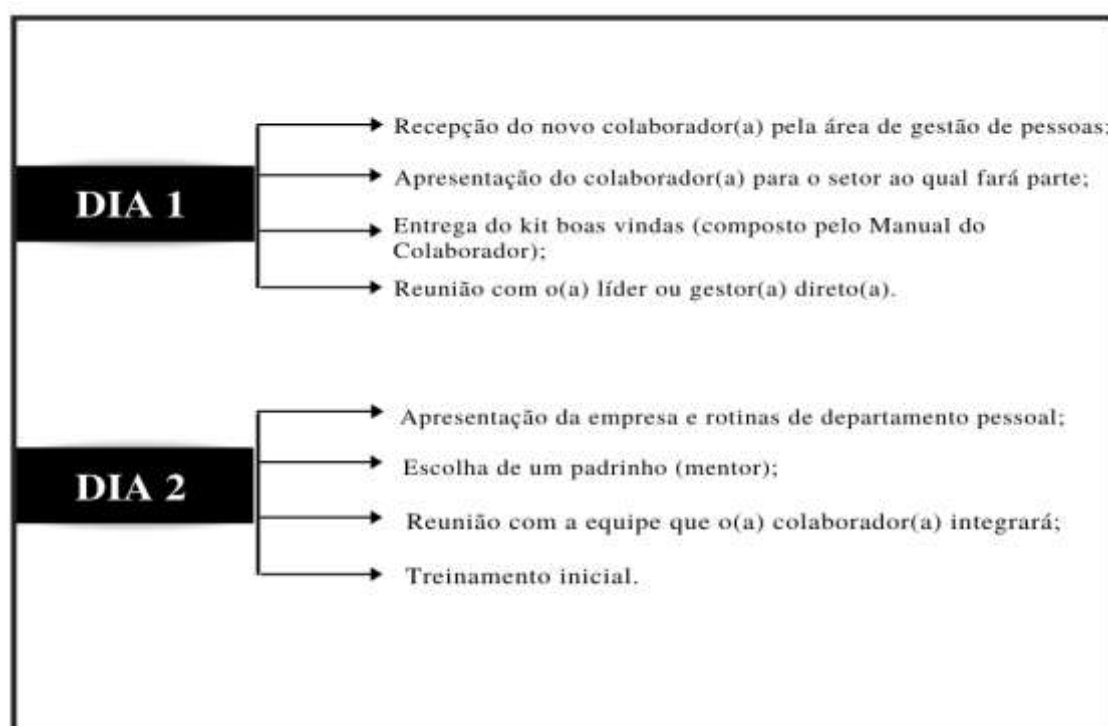 DIA 1
Recepção do novo colaborador(a) pela área de gestão de pessoas;
Apresentação do colaborador(a) para o setor ao qual fará parte;
Entrega do kit boas vindas (composto pelo Manual do
Colaborador);
Reunião com o(a) líder ou gestor(a) direto(a).
DIA 2
Apresentação da empresa e rotinas de departamento pessoal;
Escolha de um padrinho (mentor);
Reunião com a equipe que o(a) colaborador(a) integrará;
Treinamento inicial.